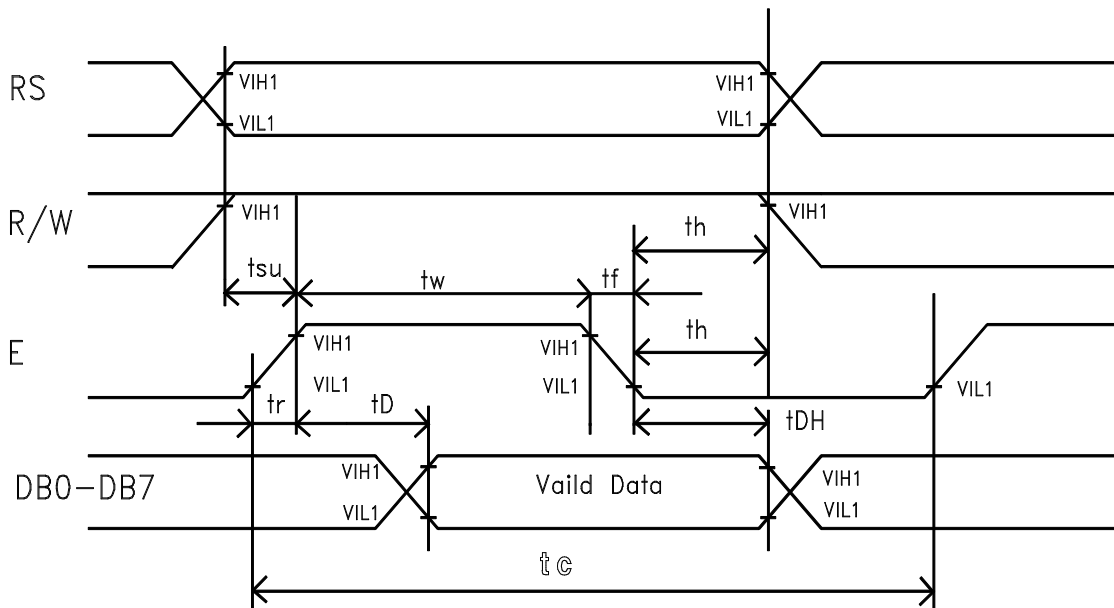 RS
VIH1
VIH1
VIL1
VIL1
R/W
VIH1
VIH1
th
tsu
tw
tf
E
VIH1
VIH1
th
VIL1
VIL1
VIL1
tr
tD
tDH
DB0-DB7
VIH1
Vaild Data
VIH1
VIL1
VIL1
tc